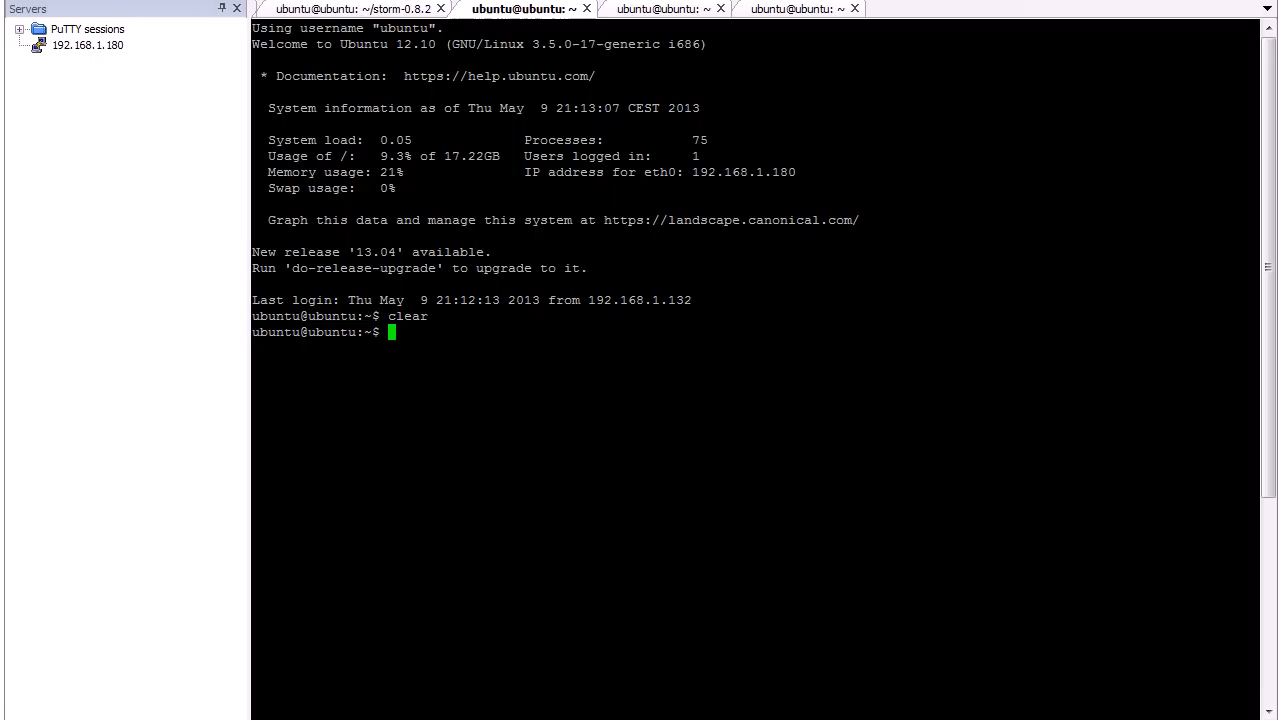 Servers
PuTTY sessions
192.168.1.180
ubuntu@ubuntu: ~/storm-0.8.2
ubuntu@ubuntu: ~
ubuntu@ubuntu: ~
ubuntu@ubuntu: ~
Using username "ubuntu".
Welcome to Ubuntu 12.10 (GNU/Linux 3.5.0-17-generic i686)
* Documentation:  https://help.ubuntu.com/
System information as of Thu May  9 21:13:07 CEST 2013
System load:  0.05              Processes:           75
Usage of /:   9.3% of 17.22GB   Users logged in:     1
Memory usage: 21%               IP address for eth0: 192.168.1.180
Swap usage:   0%
Graph this data and manage this system at https://landscape.canonical.com/
New release '13.04' available.
Run 'do-release-upgrade' to upgrade to it.
Last login: Thu May  9 21:12:13 2013 from 192.168.1.132
ubuntu@ubuntu:~$ clear
ubuntu@ubuntu:~$